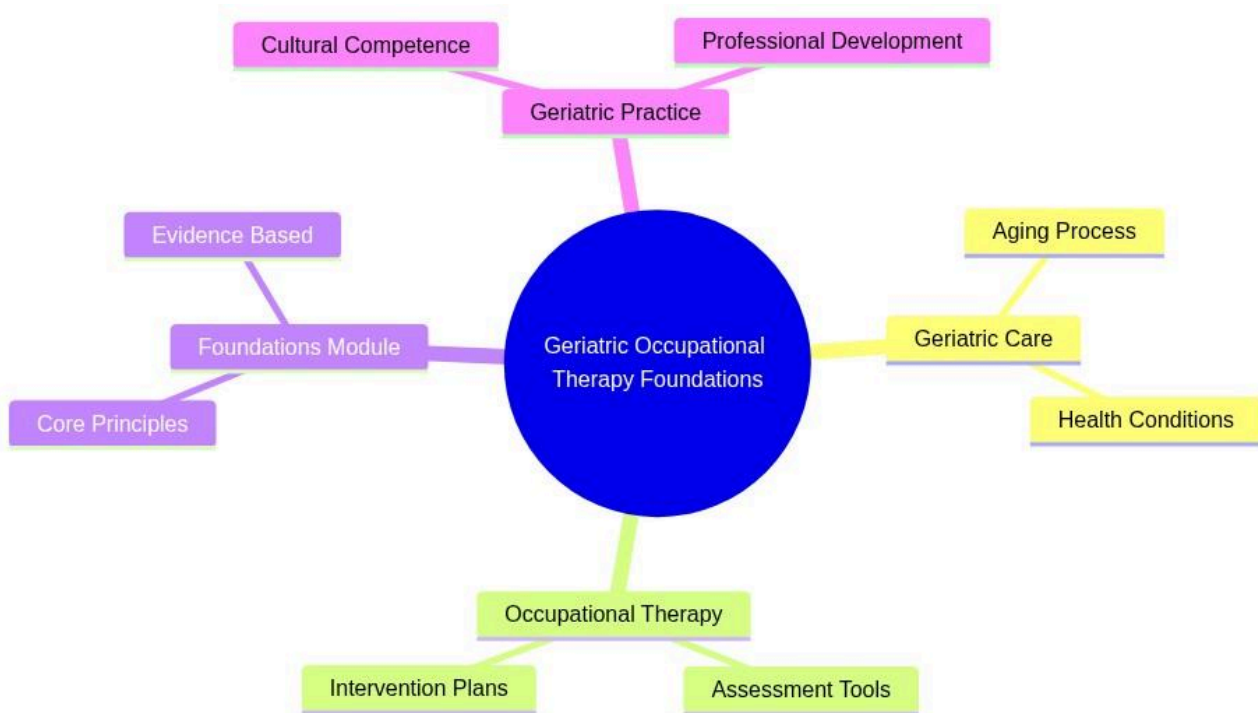 Cultural Competence
Professional Development
Geriatric Practice
Evidence Based
Aging Process
Foundations Module
Geriatric Occupational
Therapy Foundations
Geriatric Care
Core Principles
Health Conditions
Occupational Therapy
Intervention Plans
Assessment Tools